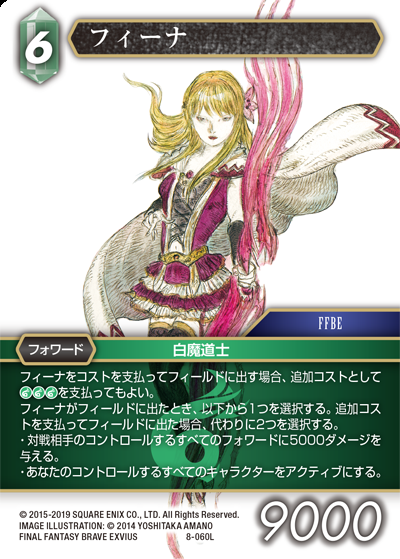 6
フィーナ
FFBE
フォワード
白魔道士
フィーナをコストを支払ってフィールドに出す場合、追加コストとして
を支払ってもよい。
フィーナがフィールドに出たとき、以下から1つを選択する。追加コス
トを支払ってフィールドに出た場合、代わりに2つを選択する。
・対戦相手のコントロールするすべてのフォワードに5000ダメージを
与える。
・あなたのコントロールするすべてのキャラクターをアクティブにする。
© 2015-2019 SQUARE ENIX CO., LTD. All Rights Reserved.
IMAGE ILLUSTRATION: © 2014 YOSHITAKA AMANO
FINAL FANTASY BRAVE EXVIUS 8-060L
9000